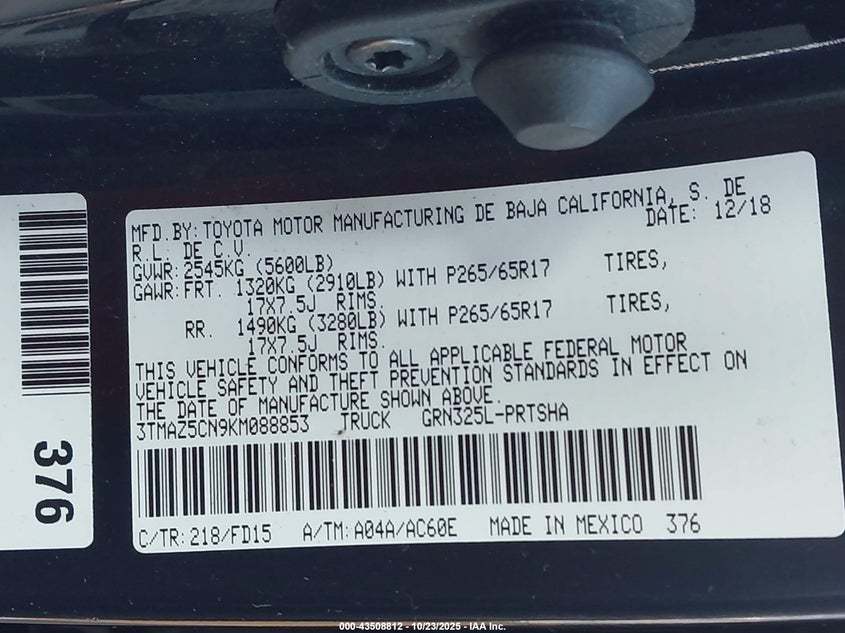 MFD.BY: TOYOTA MOTOR MANUFACTURING DE BAJA CALIFORNIA, S. DE
R.L. DE C.V. DATE: 12/18
GVWR: 2545KG (5600LB)
GAWR: FRT. 1320KG (2910LB) WITH P265/65R17 TIRES,
17X7.5J RIMS.
RR. 1490KG (3280LB) WITH P265/65R17 TIRES,
17X7.5J RIMS.
THIS VEHICLE CONFORMS TO ALL APPLICABLE FEDERAL MOTOR
VEHICLE SAFETY AND THEFT PREVENTION STANDARDS IN EFFECT ON
THE DATE OF MANUFACTURE SHOWN ABOVE.
3TMAZ5CN9KM088853 TRUCK GRN325L-PRTSHA
C/TR: 218/FD15 A/TM: A04A/AC60E MADE IN MEXICO 376
376
000-43508812 - 10/23/2025 - IAA Inc.